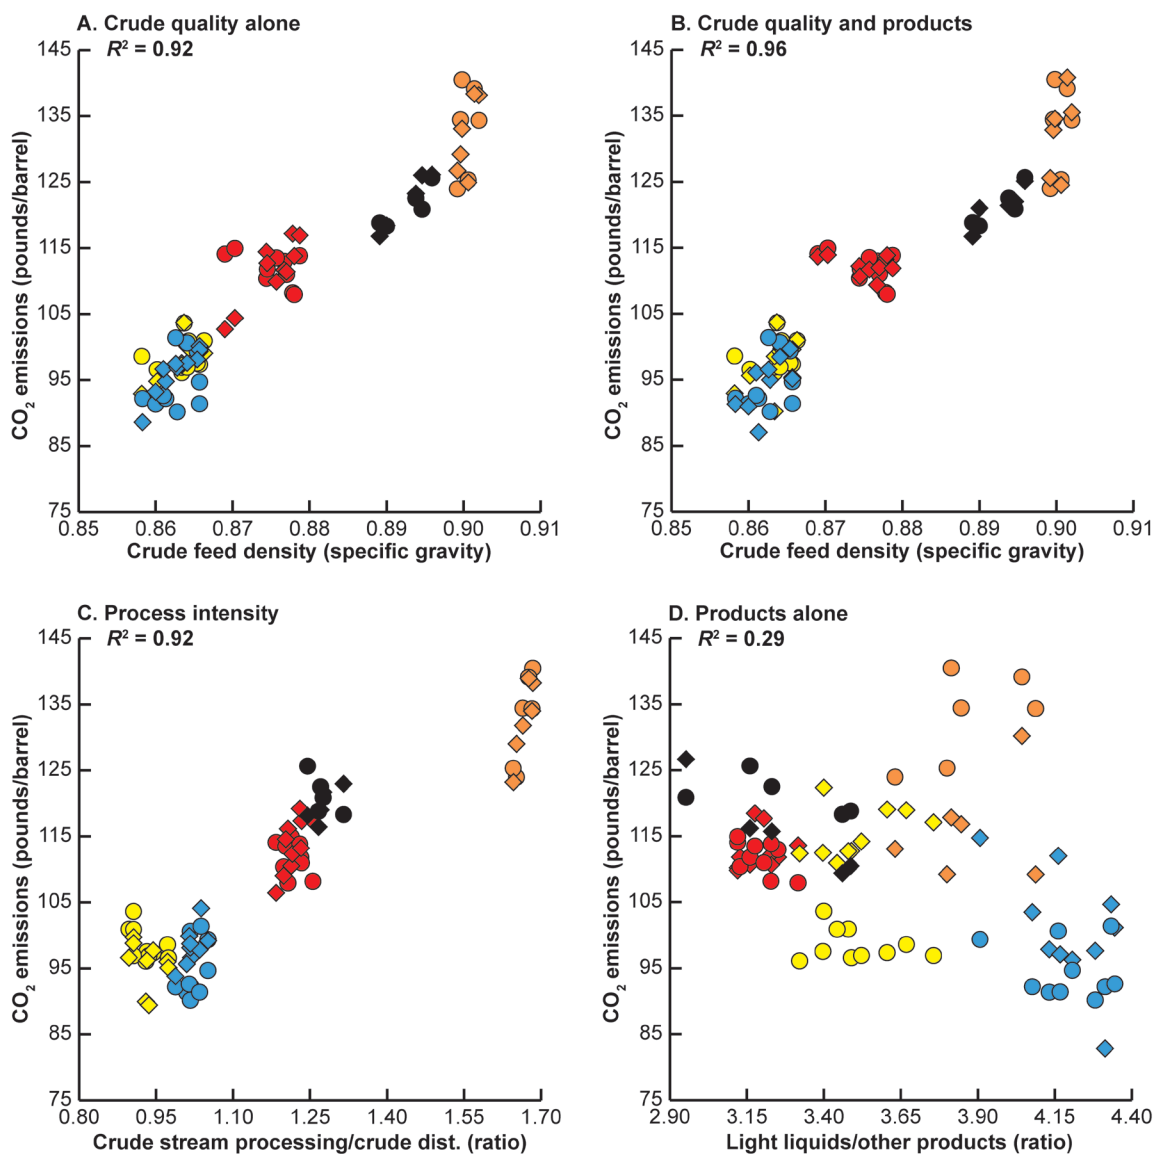 A. Crude quality alone
R² = 0.92
145
135
125
115
105
95
85
75
0.85 0.86 0.87 0.88 0.89 0.90 0.91
CO₂ emissions (pounds/barrel)
Crude feed density (specific gravity)
B. Crude quality and products
R² = 0.96
145
135
125
115
105
95
85
75
0.85 0.86 0.87 0.88 0.89 0.90 0.91
CO₂ emissions (pounds/barrel)
Crude feed density (specific gravity)
C. Process intensity
R² = 0.92
145
135
125
115
105
95
85
75
0.80 0.95 1.10 1.25 1.40 1.55 1.70
CO₂ emissions (pounds/barrel)
Crude stream processing/crude dist. (ratio)
D. Products alone
R² = 0.29
145
135
125
115
105
95
85
75
2.90 3.15 3.40 3.65 3.90 4.15 4.40
CO₂ emissions (pounds/barrel)
Light liquids/other products (ratio)